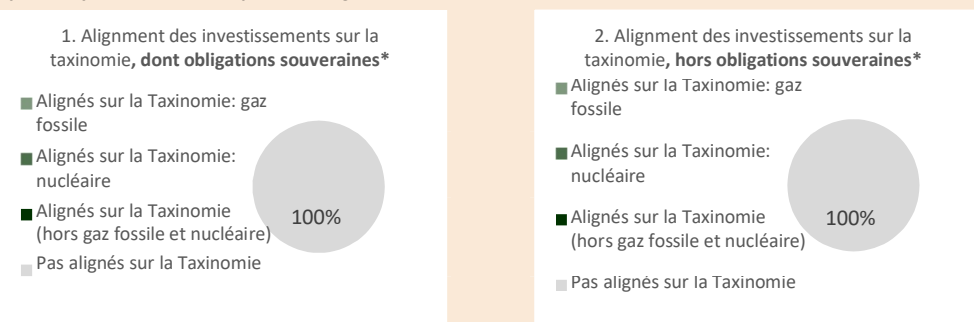 1. Alignment des investissements sur la
taxinomie, dont obligations souveraines*
Alignés sur la Taxinomie: gaz
fossile
Alignés sur la Taxinomie:
nucléaire
Alignés sur la Taxinomie
(hors gaz fossile et nucléaire)
Pas alignés sur la Taxinomie
100%
2. Alignment des investissements sur la
taxinomie, hors obligations souveraines*
Alignés sur la Taxinomie: gaz
fossile
Alignés sur la Taxinomie:
nucléaire
Alignés sur la Taxinomie
(hors gaz fossile et nucléaire)
Pas alignés sur la Taxinomie
100%